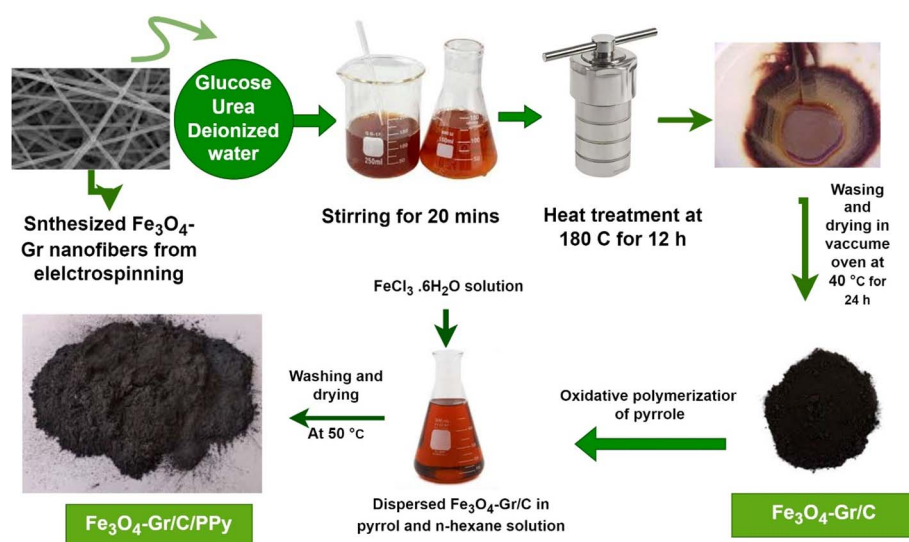 Glucose
Urea
Deionized
water
Snthesized Fe₃O₄-
Gr nanofibers from
elelctrospinning
Stirring for 20 mins
Heat treatment at
180 C for 12 h
Wasing
and
drying in
vaccume
oven at
40 °C for
24 h
FeCl₃ .6H₂O solution
Oxidative polymerizatio
of pyrrole
Washing and
drying
At 50 °C
Dispersed Fe₃O₄-Gr/C in
pyrrol and n-hexane solution
Fe₃O₄-Gr/C
Fe₃O₄-Gr/C/PPy